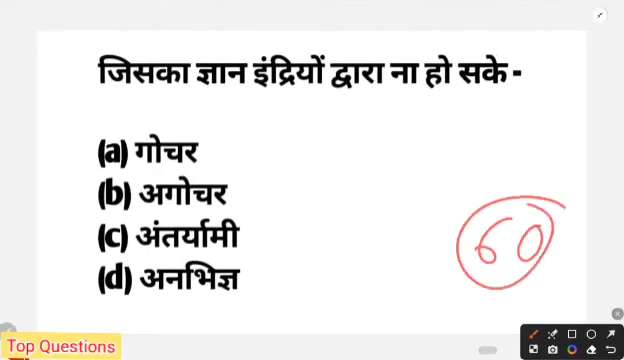 जिसका ज्ञान इंद्रियों द्वारा ना हो सके -
(a) गोचर
(b) अगोचर
(c) अंतर्यामी
(d) अनभिज्ञ
60
Top Questions